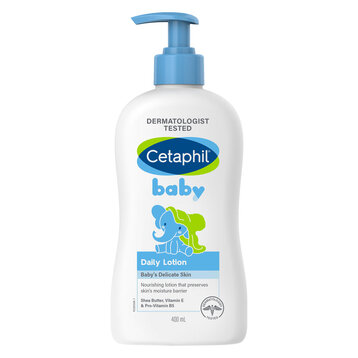 DERMATOLOGIST
TESTED
Cetaphil
baby
Daily Lotion
Baby's Delicate Skin
Nourishing lotion that preserves
skin's moisture barrier
Shea Butter, Vitamin E
& Pro-Vitamin B5
400 mL